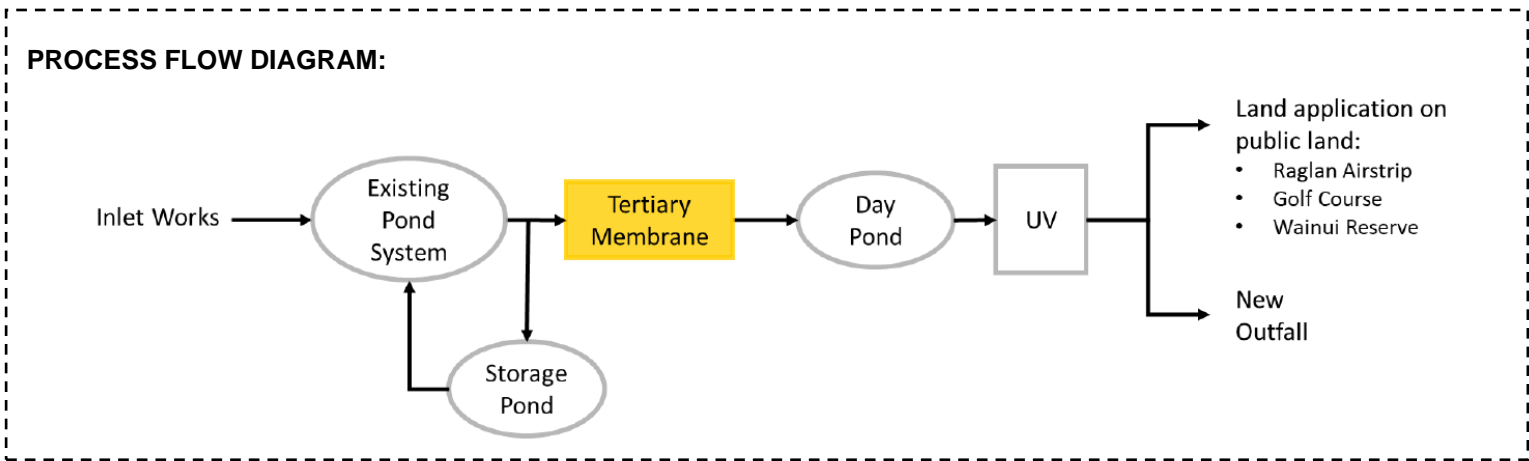 PROCESS FLOW DIAGRAM:
Inlet Works
Existing
Pond
System
Storage
Pond
Tertiary
Membrane
Day
Pond
UV
Land application on
public land:
• Raglan Airstrip
• Golf Course
• Wainui Reserve
New
Outfall